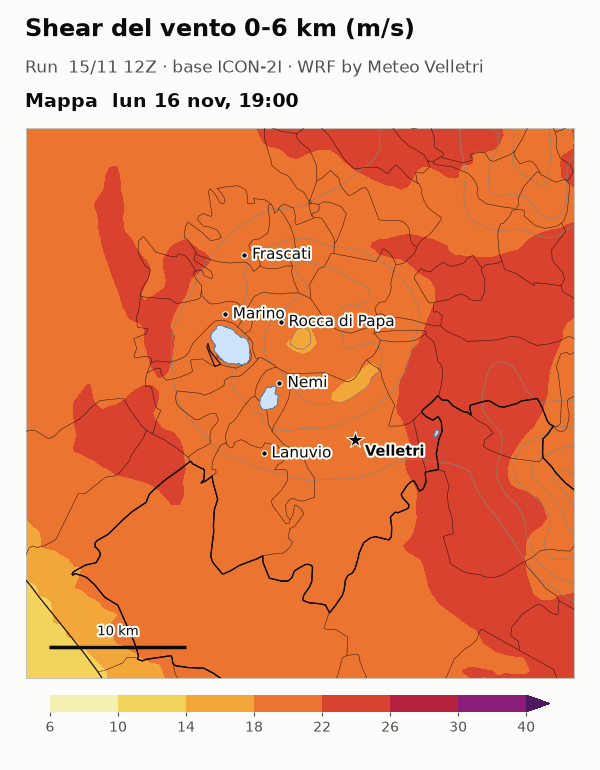 Shear del vento 0-6 km (m/s)
Run  15/11 12Z · base ICON-2I · WRF by Meteo Velletri
Mappa  lun 16 nov, 19:00
Frascati
Marino
Rocca di Papa
Nemi
Velletri
Lanuvio
10 km
6 10 14 18 22 26 30 40